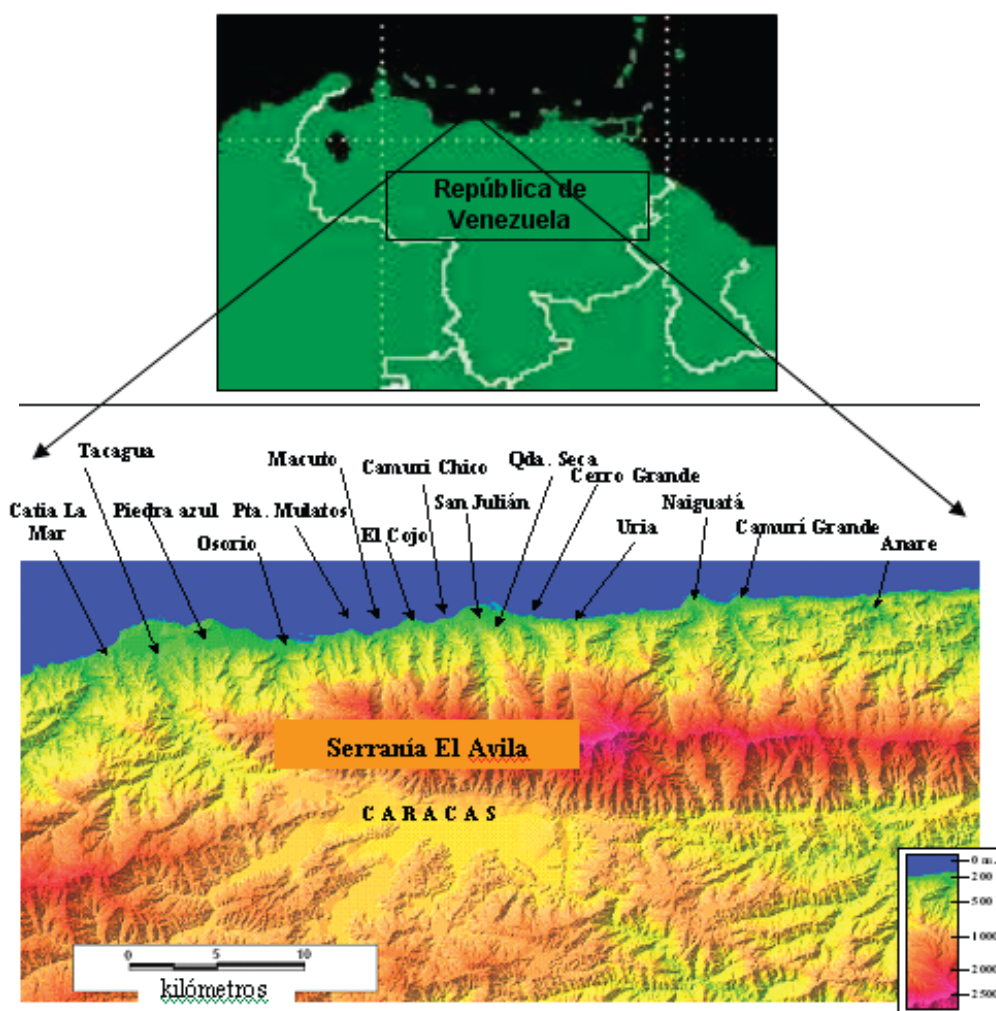 República de
Venezuela
Tacagua
Macuto
Camuri Chico
Qda. Seca
Cerro Grande
Catia La
Mar
Piedra azul
Pta. Mulatos
San Julián
Naiguatá
Osorio
El Cojo
Uria
Camurí Grande
Anare
Serranía El Avila
CARACAS
0 5 10
kilómetros
0 m.
200
500
1000
2000
2500